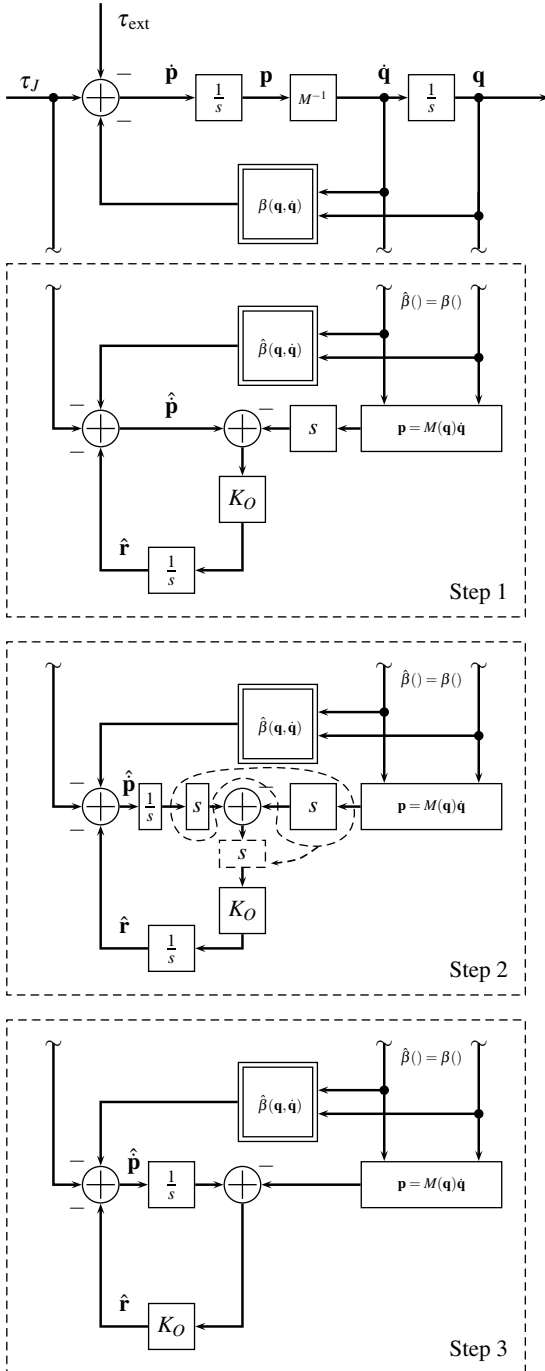 τ_ext
τ_J − ṗ 1/s p M⁻¹ q̇ 1/s q
−
β(q, q̇)
β̂() = β()
β̂(q, q̇)
− p̂̇ − s p = M(q)q̇
−
K_O
r̂ 1/s
Step 1
β̂() = β()
β̂(q, q̇)
− p̂̇ 1/s s − s p = M(q)q̇
−
s
K_O
r̂ 1/s
Step 2
β̂() = β()
β̂(q, q̇)
− p̂̇ 1/s − p = M(q)q̇
−
r̂ K_O
Step 3